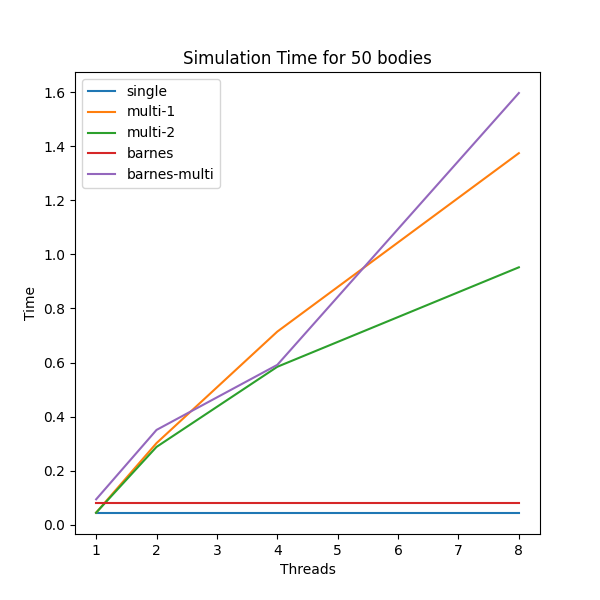 Simulation Time for 50 bodies
single
multi-1
multi-2
barnes
barnes-multi
Time
1.6
1.4
1.2
1.0
0.8
0.6
0.4
0.2
0.0
1 2 3 4 5 6 7 8
Threads